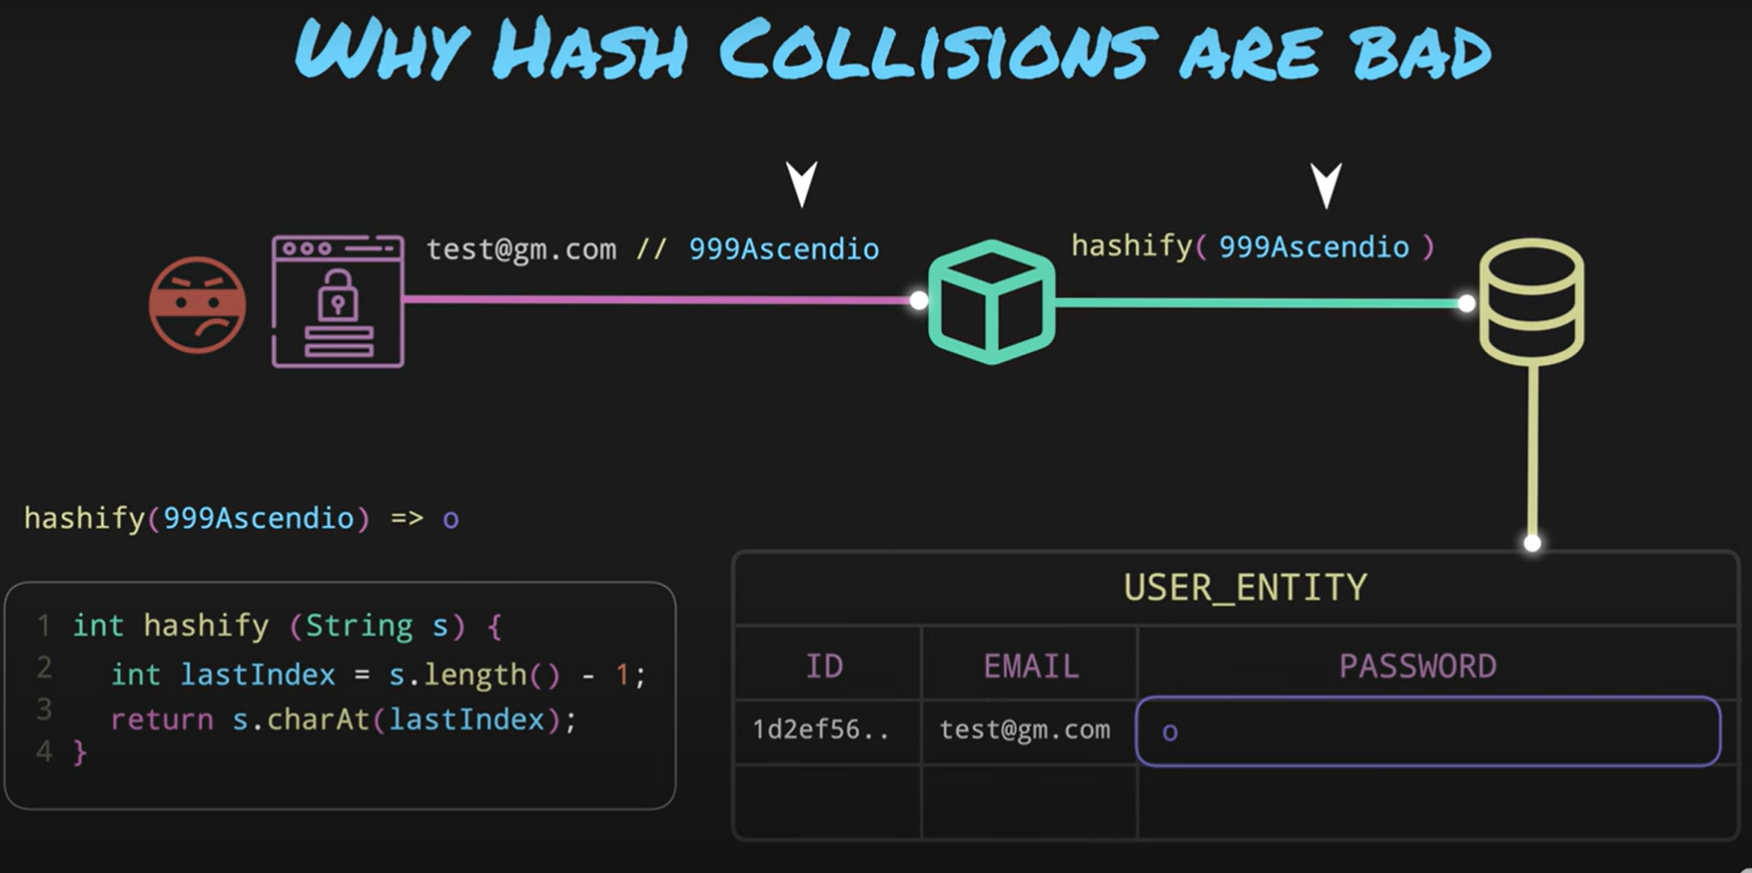 WHY HASH COLLISIONS ARE BAD
test@gm.com // 999Ascendio
hashify( 999Ascendio )
hashify(999Ascendio) => o
1 int hashify (String s) {
2 int lastIndex = s.length() - 1;
3 return s.charAt(lastIndex);
4 }
USER_ENTITY
ID EMAIL PASSWORD
1d2ef56.. test@gm.com o